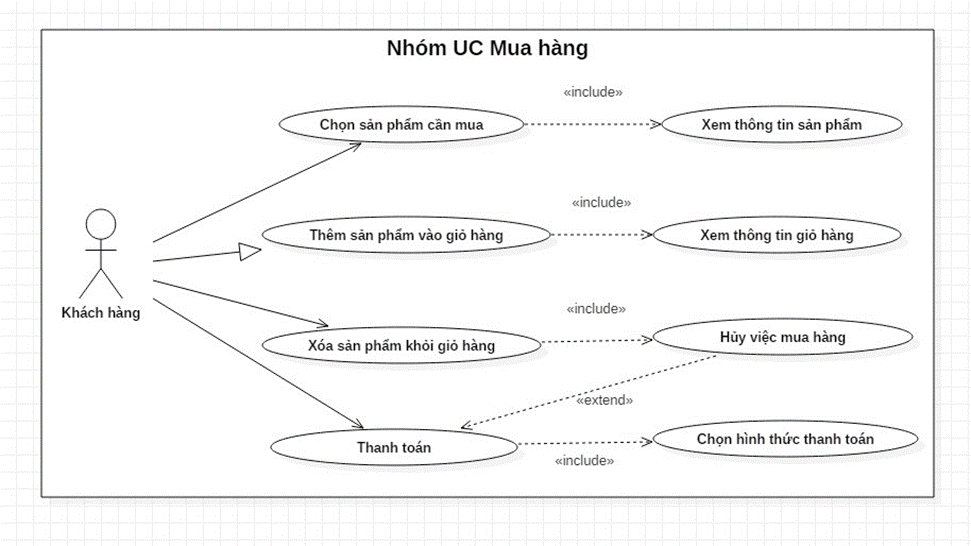 Nhóm UC Mua hàng
«include»
Chọn sản phẩm cần mua
Xem thông tin sản phẩm
«include»
Thêm sản phẩm vào giỏ hàng
Xem thông tin giỏ hàng
Khách hàng
«include»
Xóa sản phẩm khỏi giỏ hàng
Hủy việc mua hàng
«extend»
Thanh toán
Chọn hình thức thanh toán
«include»